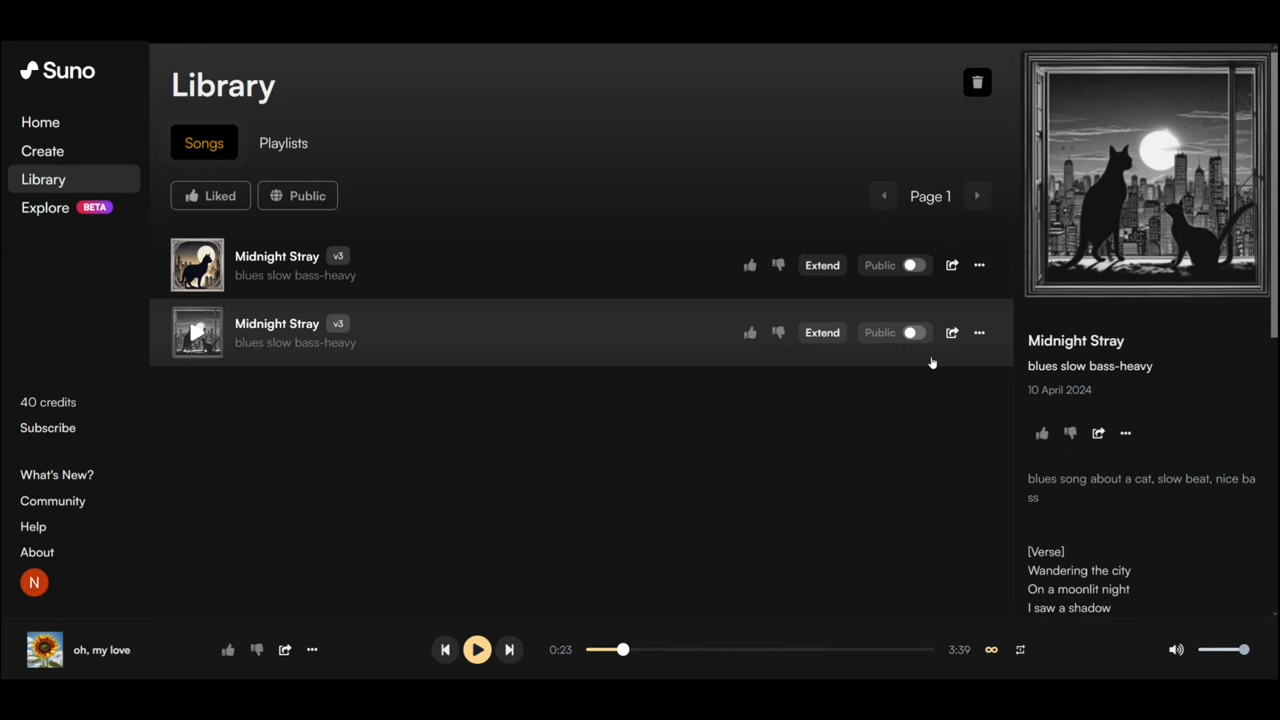 Suno
Home
Create
Library
Explore BETA
40 credits
Subscribe
What's New?
Community
Help
About
N
Library
Songs Playlists
Liked Public
Page 1
Midnight Stray v3
blues slow bass-heavy
Extend Public
Midnight Stray v3
blues slow bass-heavy
Extend Public
Midnight Stray
blues slow bass-heavy
10 April 2024
blues song about a cat, slow beat, nice ba
ss
[Verse]
Wandering the city
On a moonlit night
I saw a shadow
oh, my love
0:23 3:39